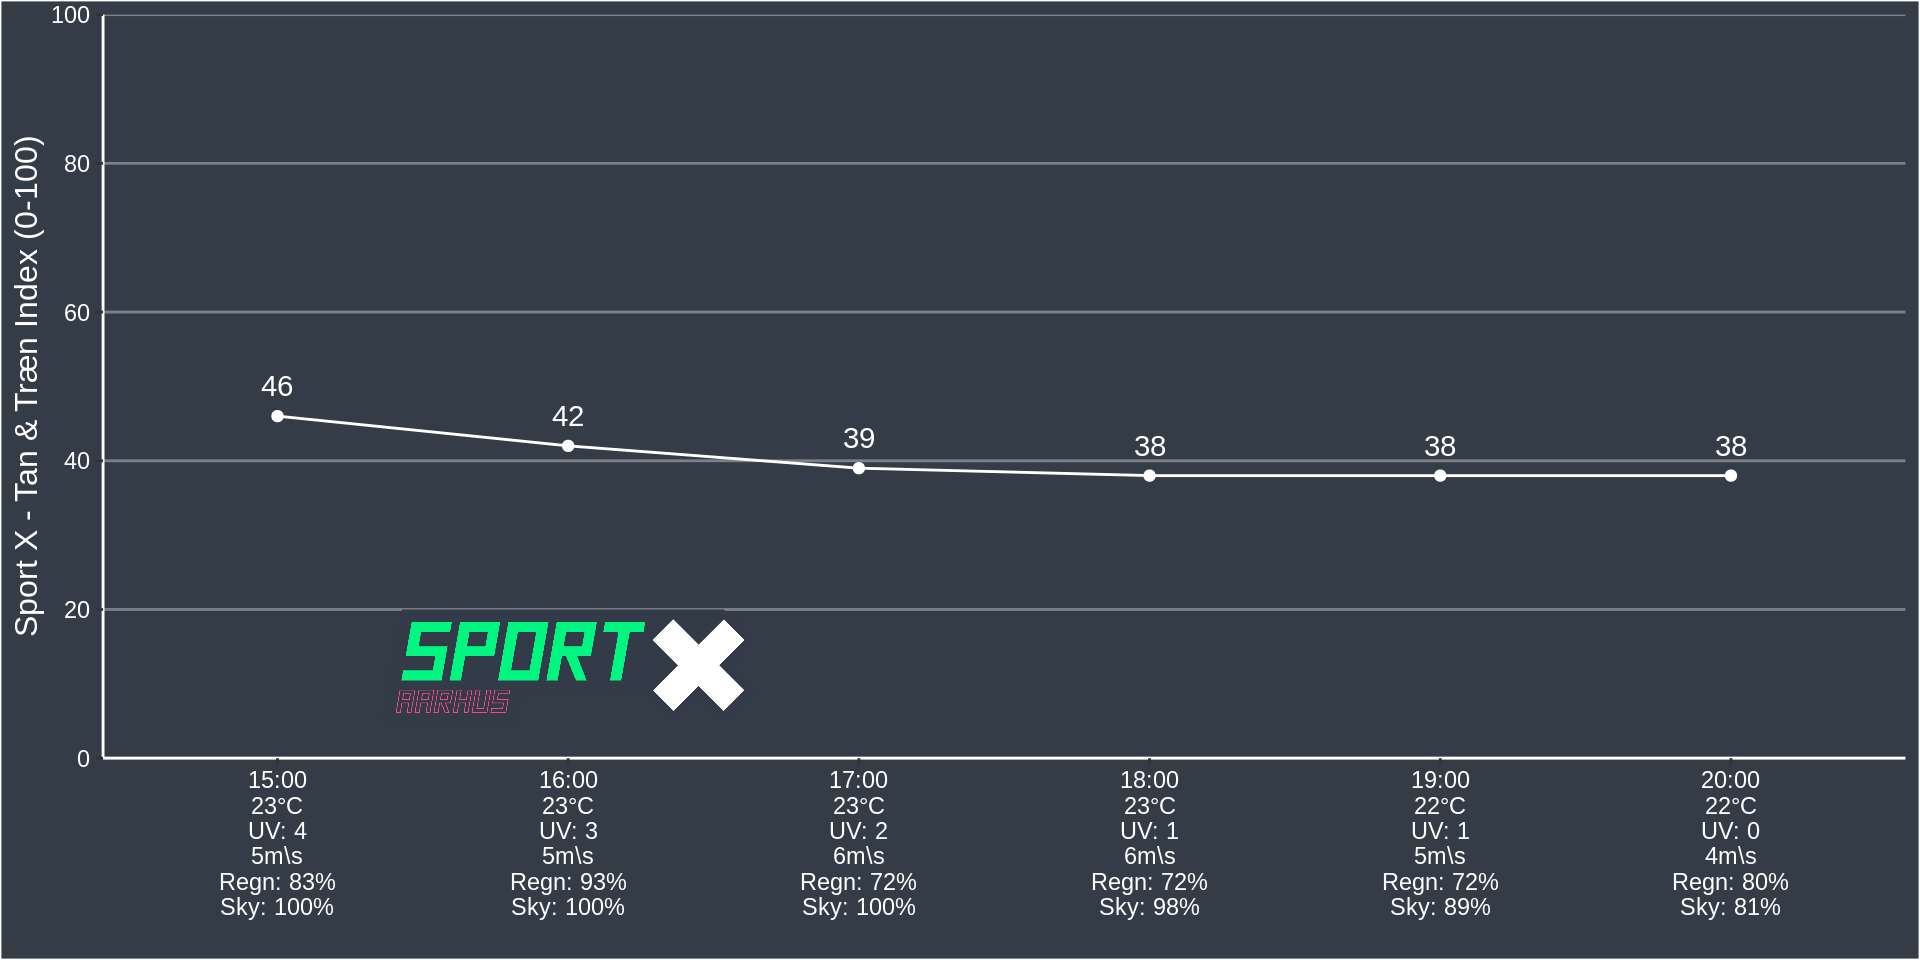 Sport X - Tan & Træn Index (0-100)
100
80
60
40
20
0
46
42
39
38
38
38
SPORT X
AARHUS
15:00
23°C
UV: 4
5m\s
Regn: 83%
Sky: 100%
16:00
23°C
UV: 3
5m\s
Regn: 93%
Sky: 100%
17:00
23°C
UV: 2
6m\s
Regn: 72%
Sky: 100%
18:00
23°C
UV: 1
6m\s
Regn: 72%
Sky: 98%
19:00
22°C
UV: 1
5m\s
Regn: 72%
Sky: 89%
20:00
22°C
UV: 0
4m\s
Regn: 80%
Sky: 81%